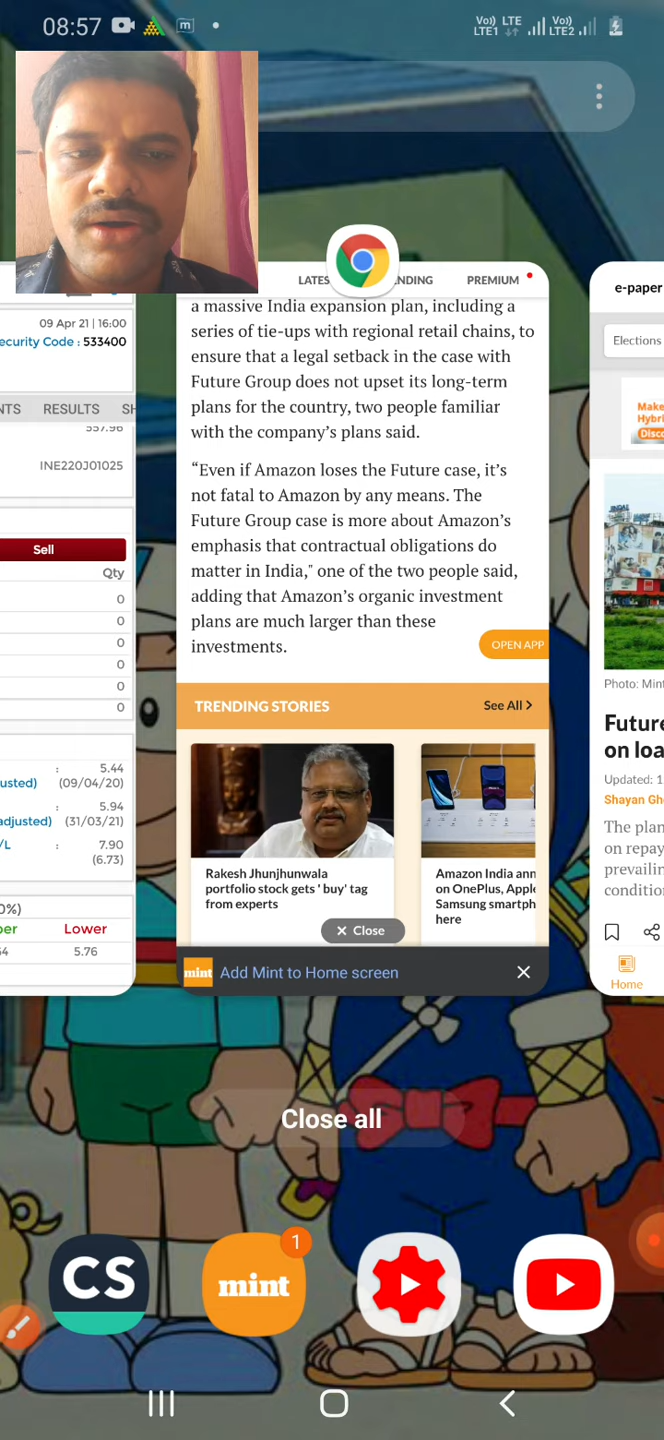 08:57
m
Vo)) LTE Vo))
LTE1 LTE2
09 Apr 21 | 16:00
ecurity Code : 533400
NTS RESULTS SH
557.96
INE220J01025
Sell
Qty
0
0
0
0
0
0
: 5.44
usted) (09/04/20)
: 5.94
adjusted) (31/03/21)
/L : 7.90
(6.73)
0%)
per Lower
64 5.76
LATES NDING PREMIUM
a massive India expansion plan, including a
series of tie-ups with regional retail chains, to
ensure that a legal setback in the case with
Future Group does not upset its long-term
plans for the country, two people familiar
with the company’s plans said.
“Even if Amazon loses the Future case, it’s
not fatal to Amazon by any means. The
Future Group case is more about Amazon’s
emphasis that contractual obligations do
matter in India," one of the two people said,
adding that Amazon’s organic investment
plans are much larger than these
investments.
OPEN APP
TRENDING STORIES See All >
Rakesh Jhunjhunwala
portfolio stock gets ' buy' tag
from experts
Amazon India ann
on OnePlus, Apple
Samsung smartph
here
× Close
mint Add Mint to Home screen ×
e-paper
Elections
Make
Hybri
Disco
Photo: Mint
Future
on loa
Updated: 1
Shayan Gho
The plan
on repay
prevailin
condition
Home
Close all
CS
mint
1